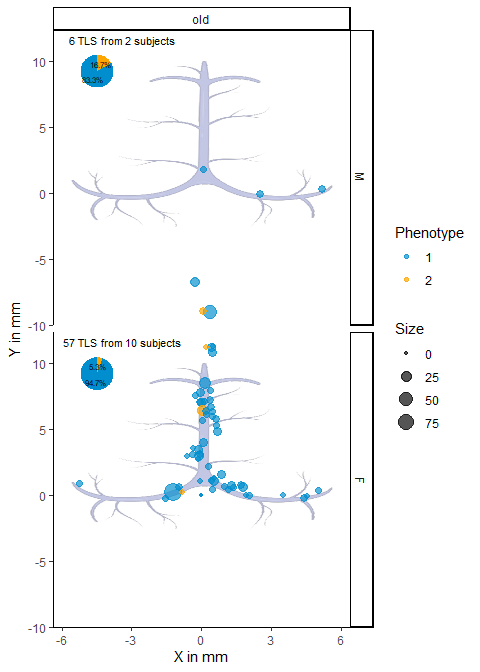 old
6 TLS from 2 subjects
16.7%
83.3%
10
5
0
-5
-10
M
57 TLS from 10 subjects
5.3%
94.7%
10
5
0
-5
-10
F
-6
-3
0
3
6
X in mm
Y in mm
Phenotype
1
2
Size
0
25
50
75